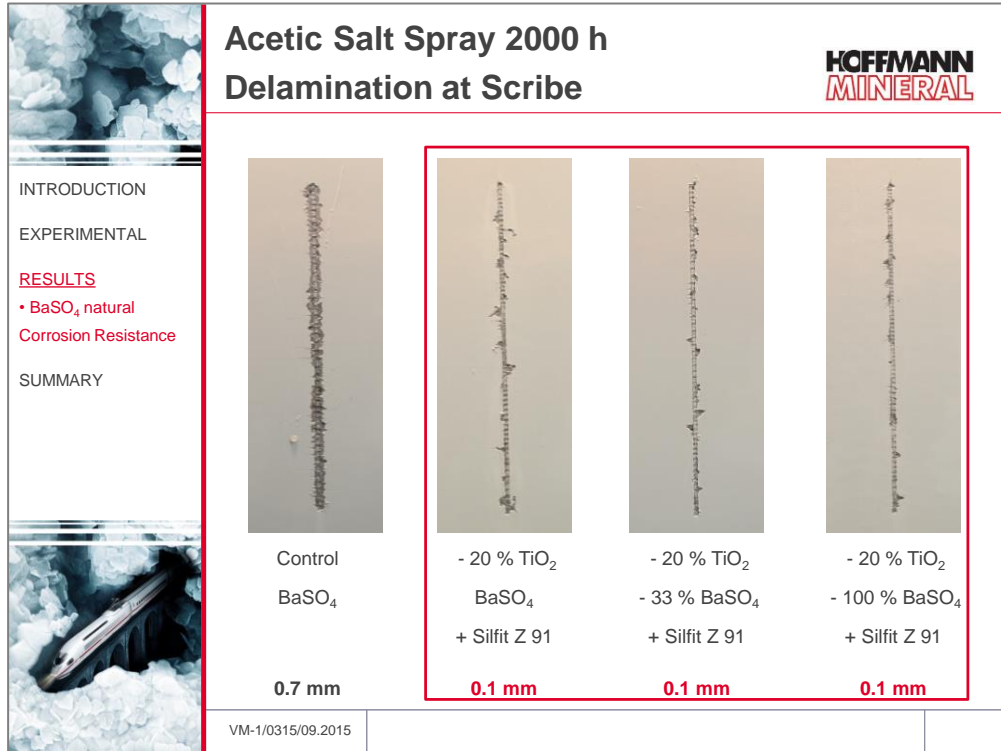 Acetic Salt Spray 2000 h
Delamination at Scribe
HOFFMANN
MINERAL
INTRODUCTION
EXPERIMENTAL
RESULTS
• BaSO₄ natural
Corrosion Resistance
SUMMARY
Control
BaSO₄
0.7 mm
- 20 % TiO₂
BaSO₄
+ Silfit Z 91
0.1 mm
- 20 % TiO₂
- 33 % BaSO₄
+ Silfit Z 91
0.1 mm
- 20 % TiO₂
- 100 % BaSO₄
+ Silfit Z 91
0.1 mm
VM-1/0315/09.2015